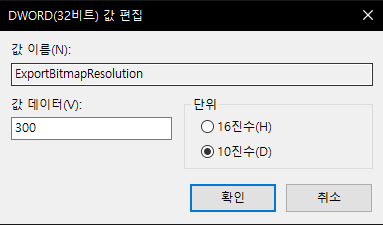 DWORD(32비트) 값 편집
값 이름(N):
ExportBitmapResolution
값 데이터(V):
300
단위
16진수(H)
10진수(D)
확인
취소